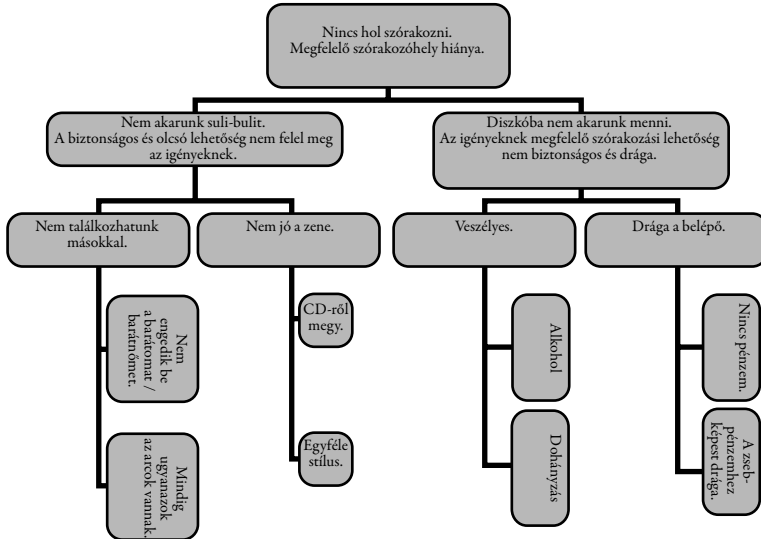 Nincs hol szórakozni.
Megfelelő szórakozóhely hiánya.
Nem akarunk suli-bulit.
A biztonságos és olcsó lehetőség nem felel meg
az igényeknek.
Diszkóba nem akarunk menni.
Az igényeknek megfelelő szórakozási lehetőség
nem biztonságos és drága.
Nem találkozhatunk
másokkal.
Nem jó a zene.
Veszélyes.
Drága a belépő.
Nem
engedik be
a barátomat /
barátnőmet.
Mindig
ugyanazok
az arcok vannak.
CD-ről
megy.
Egyféle
stílus.
Alkohol
Dohányzás
Nincs pénzem.
A zseb-
pénzemhez
képest drága.